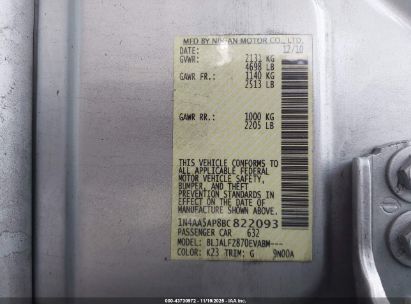 MFD BY NISSAN MOTOR CO., LTD.
DATE: 12/10
GVWR: 2131 KG
4698 LB
GAWR FR.: 1140 KG
2513 LB
GAWR RR.: 1000 KG
2205 LB
THIS VEHICLE CONFORMS TO
ALL APPLICABLE FEDERAL
MOTOR VEHICLE SAFETY,
BUMPER, AND THEFT
PREVENTION STANDARDS IN
EFFECT ON THE DATE OF
MANUFACTURE SHOWN ABOVE.
1N4AA5AP8BC822093
PASSENGER CAR 632
MODEL: BLJALFZ870EVABM----
COLOR: K23 TRIM: G 9N00A